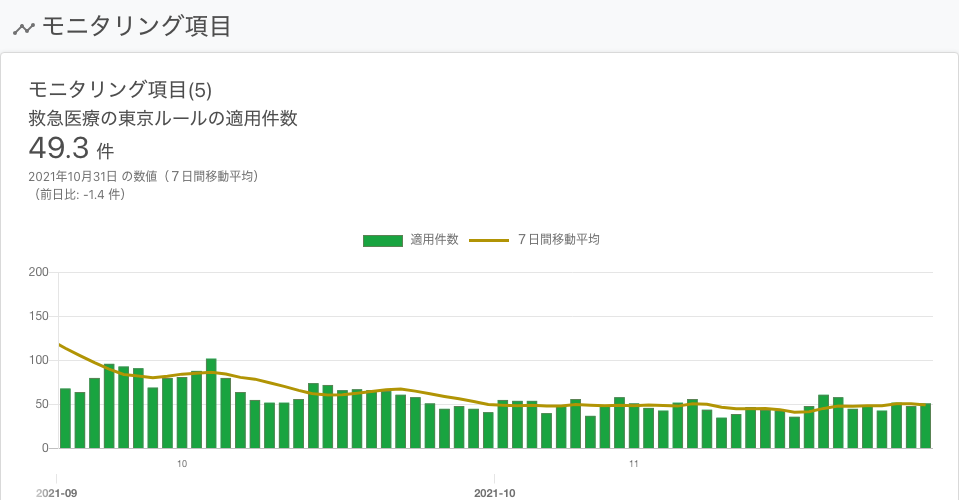 モニタリング項目
モニタリング項目(5)
救急医療の東京ルールの適用件数
49.3 件
2021年10月31日 の数値（７日間移動平均）
（前日比: -1.4 件）
適用件数 ７日間移動平均
200
150
100
50
0
10 11
2021-09 2021-10